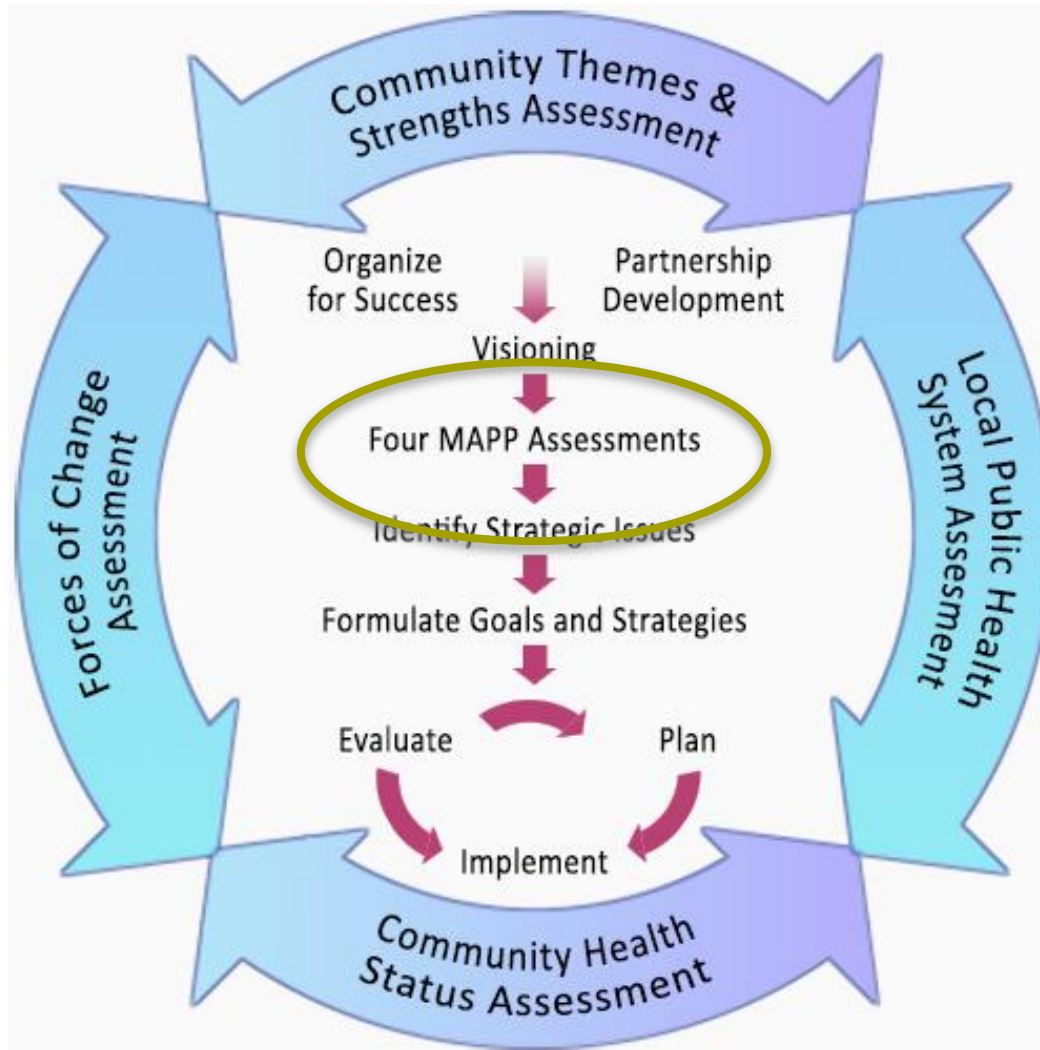 Community Themes &
Strengths Assessment
Organize
for Success
Partnership
Development
Visioning
Four MAPP Assessments
Identify Strategic Issues
Formulate Goals and Strategies
Evaluate
Plan
Implement
Forces of Change
Assessment
Local Public Health
System Assesment
Community Health
Status Assessment